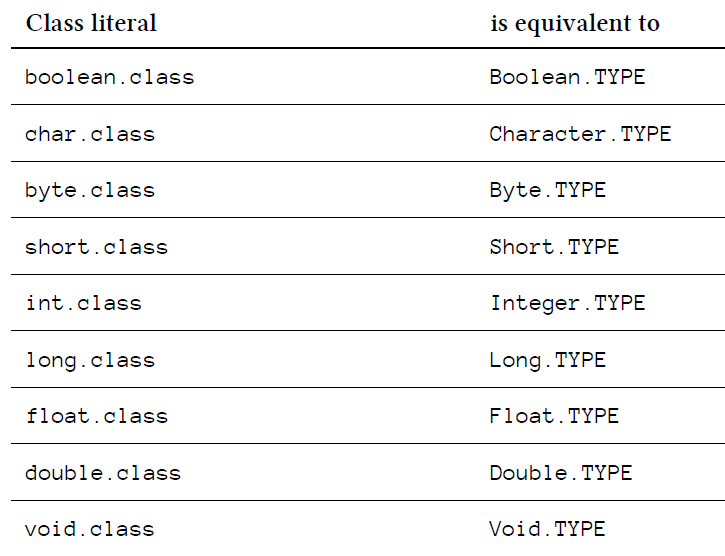 Class literal is equivalent to
boolean.class Boolean.TYPE
char.class Character.TYPE
byte.class Byte.TYPE
short.class Short.TYPE
int.class Integer.TYPE
long.class Long.TYPE
float.class Float.TYPE
double.class Double.TYPE
void.class Void.TYPE